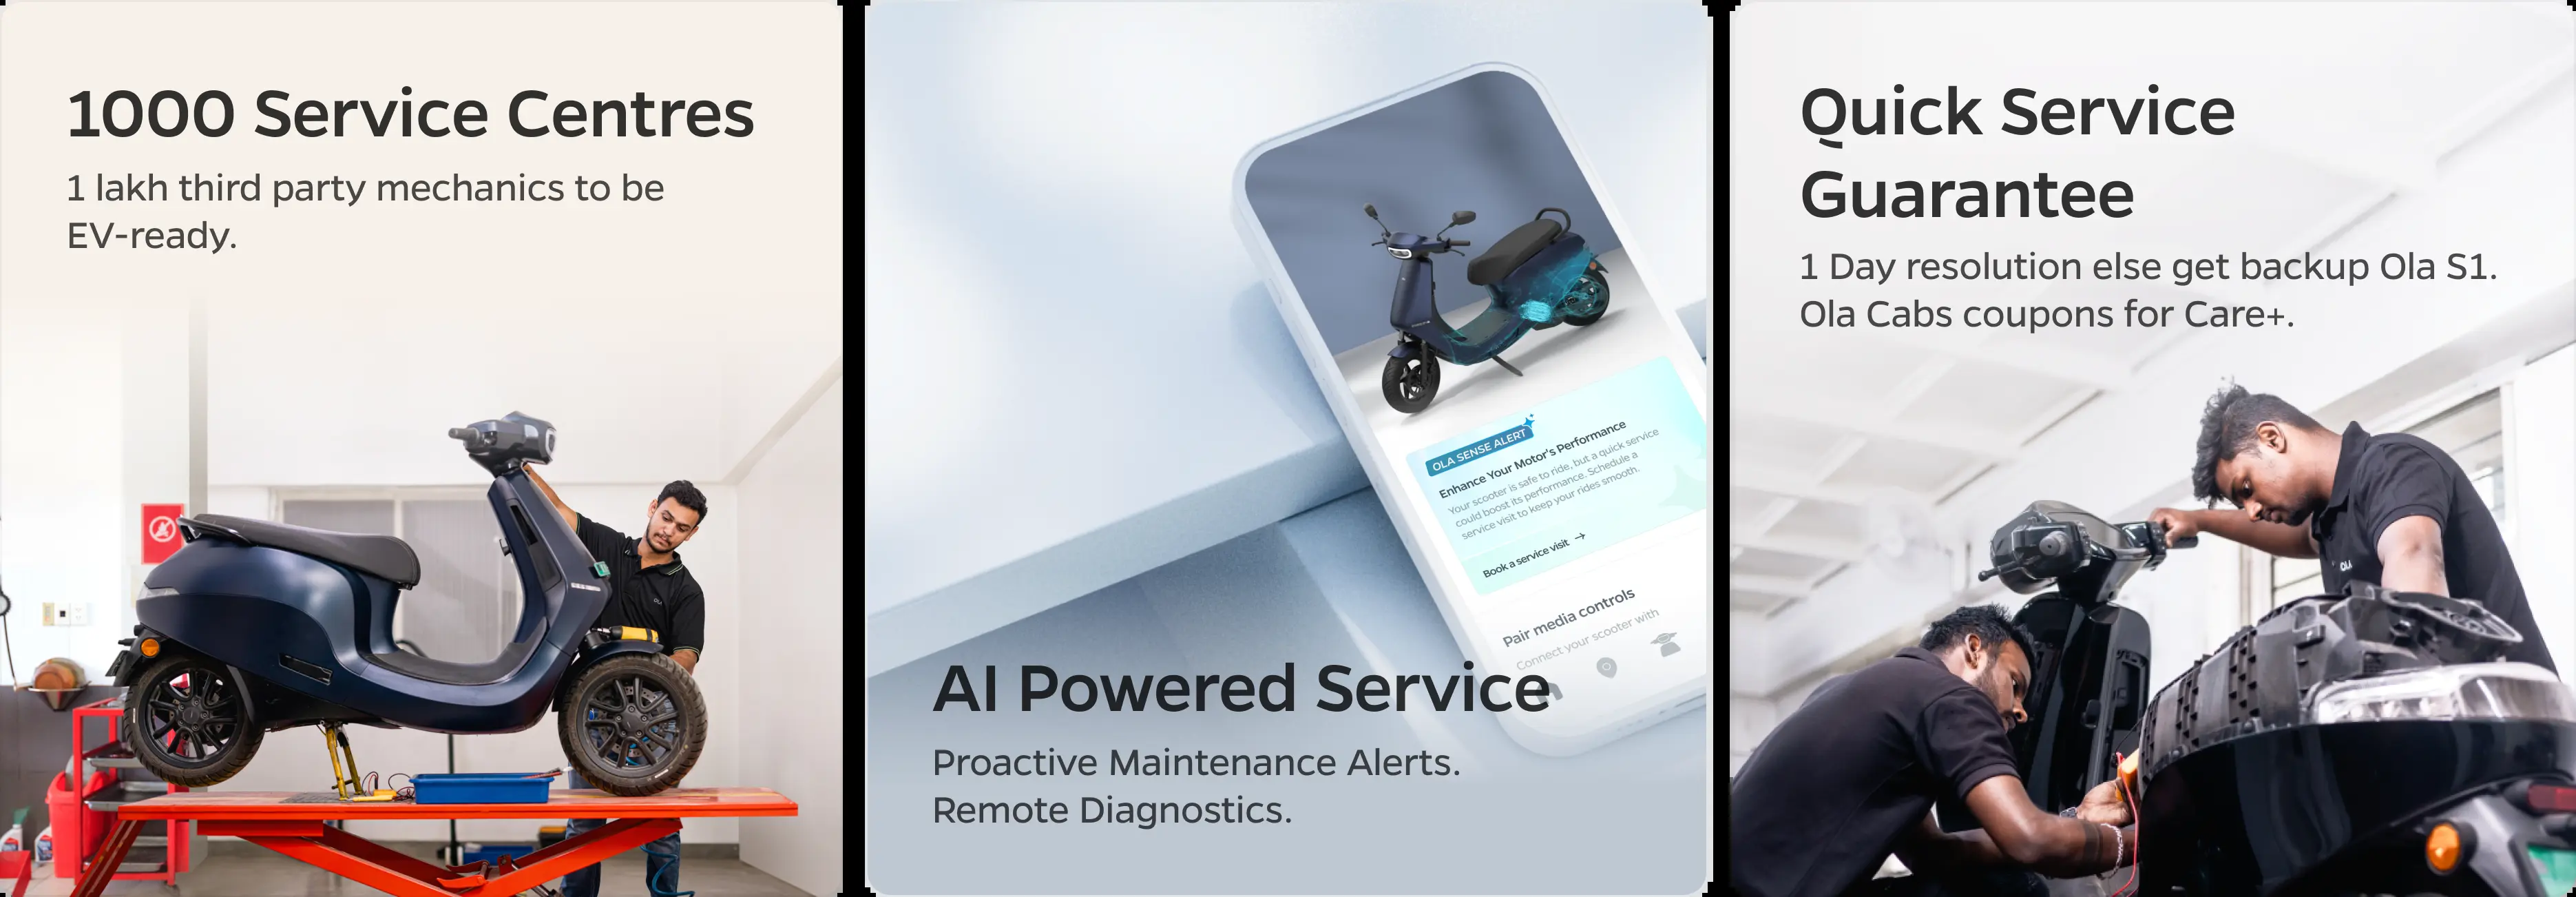 1000 Service Centres
1 lakh third party mechanics to be
EV-ready.
OLA SENSE ALERT
Enhance Your Motor's Performance
Your scooter is safe to ride, but a quick service
could boost its performance. Schedule a
service visit to keep your rides smooth.
Book a service visit →
Pair media controls
Connect your scooter with
AI Powered Service
Proactive Maintenance Alerts.
Remote Diagnostics.
Quick Service
Guarantee
1 Day resolution else get backup Ola S1.
Ola Cabs coupons for Care+.
OLA